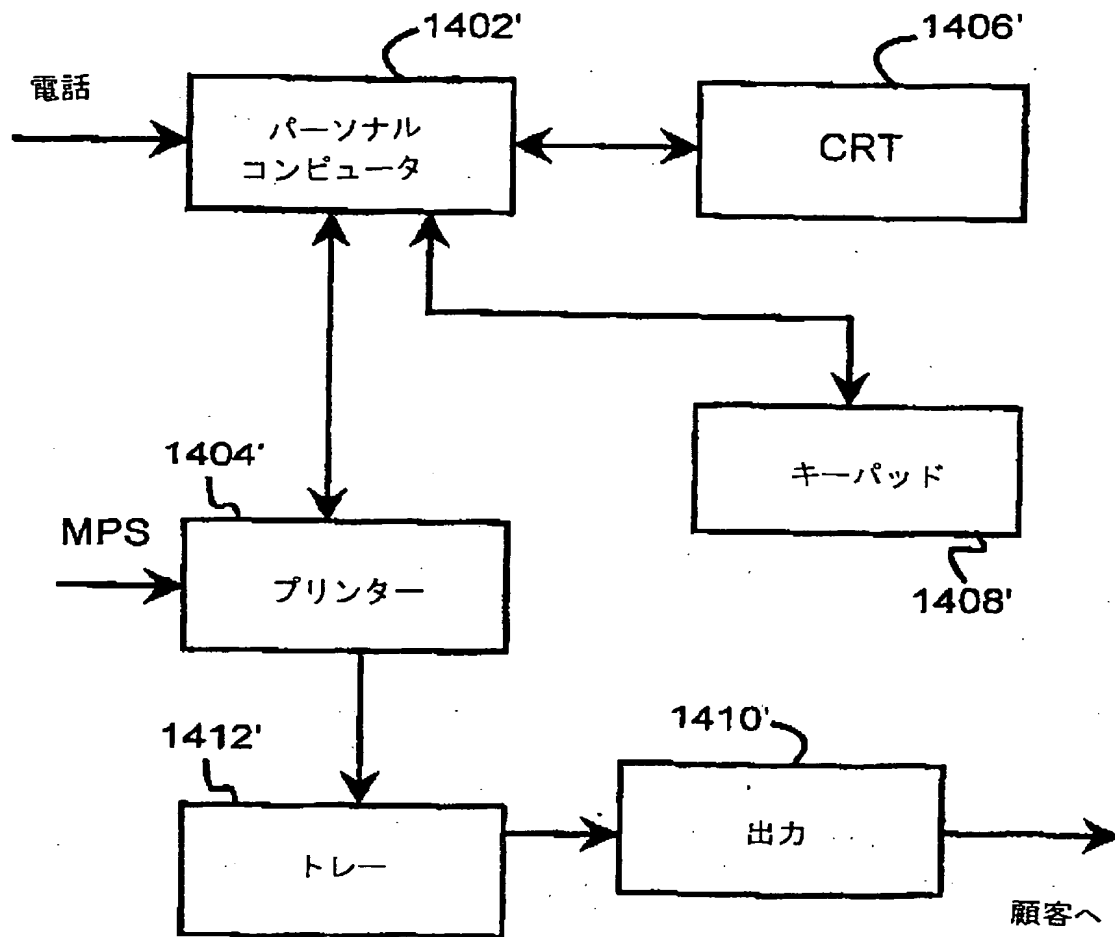 1402'
1406'
電話
パーソナル
コンピュータ
CRT
1404'
キーパッド
MPS
プリンター
1408'
1412'
1410'
トレー
出力
顧客へ